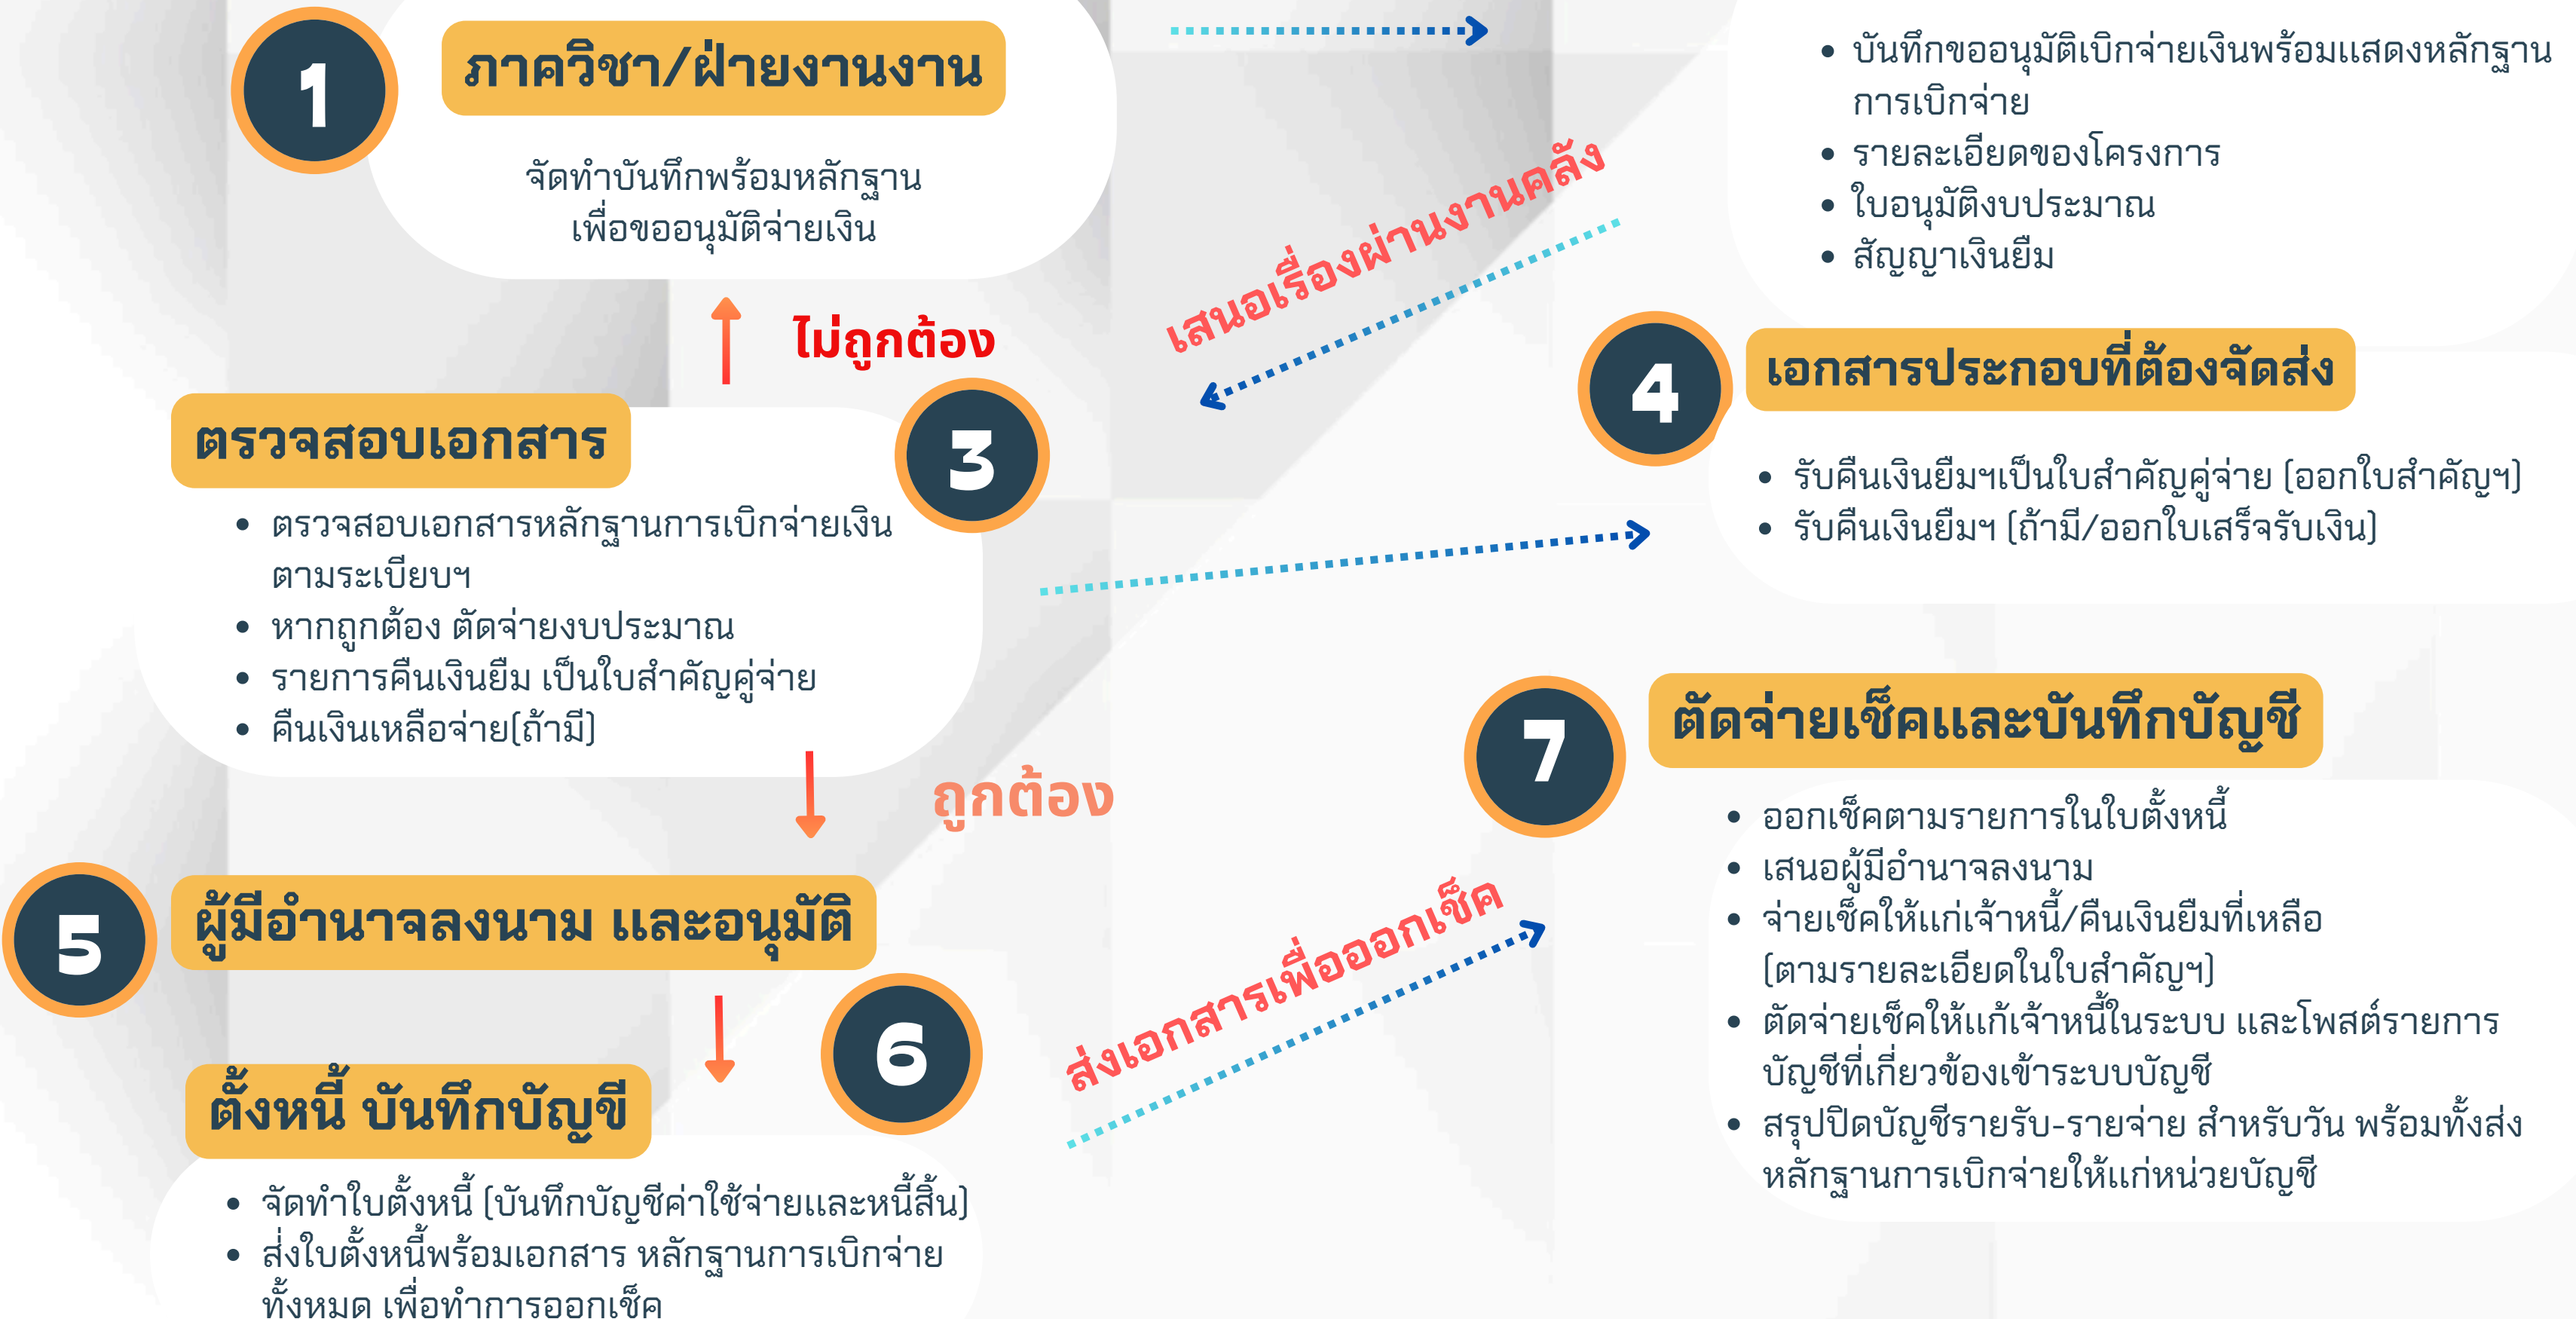 1
ภาควิชา/ฝ่ายงานงาน
จัดทำบันทึกพร้อมหลักฐาน
เพื่อขออนุมัติจ่ายเงิน
• บันทึกขออนุมัติเบิกจ่ายเงินพร้อมแสดงหลักฐาน
การเบิกจ่าย
• รายละเอียดของโครงการ
• ใบอนุมัติงบประมาณ
• สัญญาเงินยืม
เสนอเรื่องผ่านงานคลัง
ไม่ถูกต้อง
3
ตรวจสอบเอกสาร
• ตรวจสอบเอกสารหลักฐานการเบิกจ่ายเงิน
ตามระเบียบฯ
• หากถูกต้อง ตัดจ่ายงบประมาณ
• รายการคืนเงินยืม เป็นใบสำคัญคู่จ่าย
• คืนเงินเหลือจ่าย(ถ้ามี)
4
เอกสารประกอบที่ต้องจัดส่ง
• รับคืนเงินยืมฯเป็นใบสำคัญคู่จ่าย (ออกใบสำคัญฯ)
• รับคืนเงินยืมฯ (ถ้ามี/ออกใบเสร็จรับเงิน)
ถูกต้อง
5
ผู้มีอำนาจลงนาม และอนุมัติ
6
ตั้งหนี้ บันทึกบัญชี
• จัดทำใบตั้งหนี้ (บันทึกบัญชีค่าใช้จ่ายและหนี้สิ้น)
• ส่งใบตั้งหนี้พร้อมเอกสาร หลักฐานการเบิกจ่าย
ทั้งหมด เพื่อทำการออกเช็ค
ส่งเอกสารเพื่อออกเช็ค
7
ตัดจ่ายเช็คและบันทึกบัญชี
• ออกเช็คตามรายการในใบตั้งหนี้
• เสนอผู้มีอำนาจลงนาม
• จ่ายเช็คให้แก่เจ้าหนี้/คืนเงินยืมที่เหลือ
(ตามรายละเอียดในใบสำคัญฯ)
• ตัดจ่ายเช็คให้แก้เจ้าหนี้ในระบบ และโพสต์รายการ
บัญชีที่เกี่ยวข้องเข้าระบบบัญชี
• สรุปปิดบัญชีรายรับ-รายจ่าย สำหรับวัน พร้อมทั้งส่ง
หลักฐานการเบิกจ่ายให้แก่หน่วยบัญชี